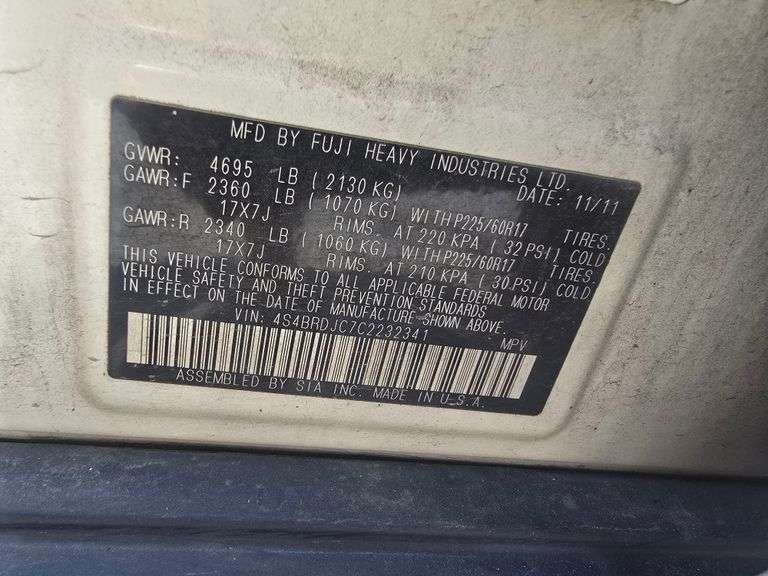 MFD BY FUJI HEAVY INDUSTRIES LTD.
GVWR: 4695 LB (2130 KG) DATE: 11/11
GAWR:F 2360 LB (1070 KG) WITH P225/60R17 TIRES.
17X7J RIMS. AT 220 KPA (32 PSI) COLD
GAWR:R 2340 LB (1060 KG) WITH P225/60R17 TIRES.
17X7J RIMS. AT 210 KPA (30 PSI) COLD
THIS VEHICLE CONFORMS TO ALL APPLICABLE FEDERAL MOTOR
VEHICLE SAFETY AND THEFT PREVENTION STANDARDS
IN EFFECT ON THE DATE OF MANUFACTURE SHOWN ABOVE.
VIN: 4S4BRDJC7C2232341 MPV
ASSEMBLED BY SIA INC. MADE IN U.S.A.